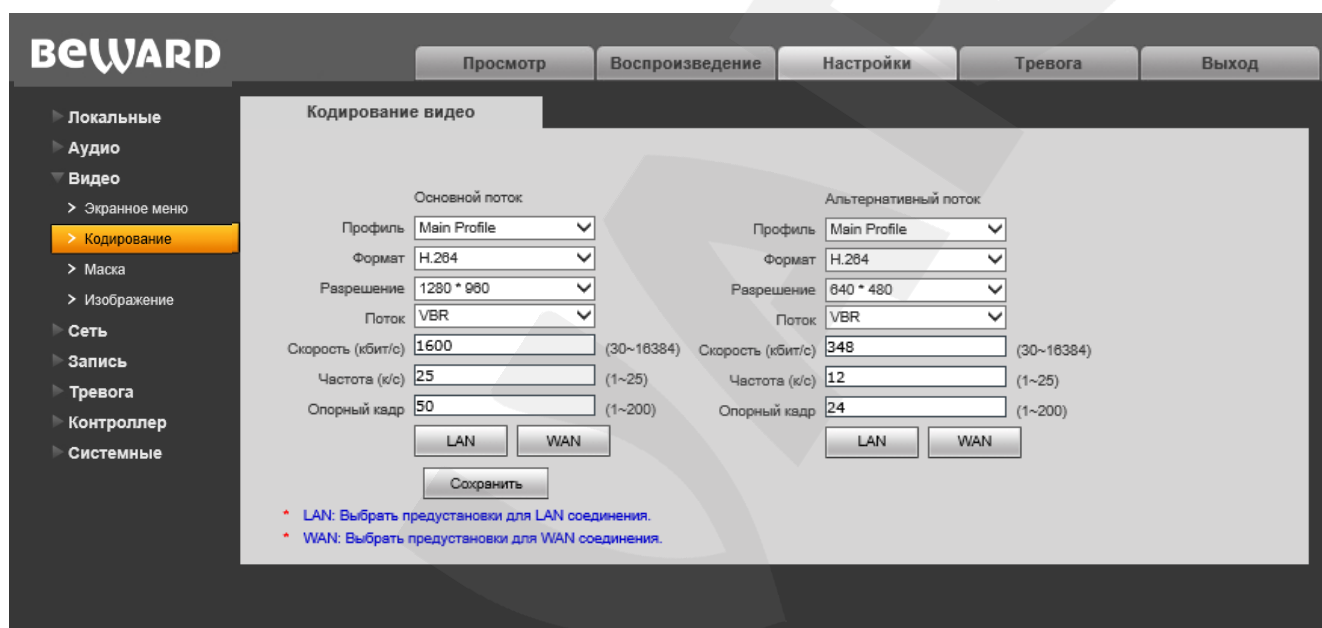 BEWARD
Просмотр Воспроизведение Настройки Тревога Выход
Локальные
Аудио
Видео
> Экранное меню
> Кодирование
> Маска
> Изображение
Сеть
Запись
Тревога
Контроллер
Системные
Кодирование видео
Основной поток
Профиль Main Profile
Формат H.264
Разрешение 1280 * 960
Поток VBR
Скорость (кбит/с) 1600 (30~16384)
Частота (к/с) 25 (1~25)
Опорный кадр 50 (1~200)
LAN WAN
Альтернативный поток
Профиль Main Profile
Формат H.264
Разрешение 640 * 480
Поток VBR
Скорость (кбит/с) 348 (30~16384)
Частота (к/с) 12 (1~25)
Опорный кадр 24 (1~200)
LAN WAN
Сохранить
* LAN: Выбрать предустановки для LAN соединения.
* WAN: Выбрать предустановки для WAN соединения.